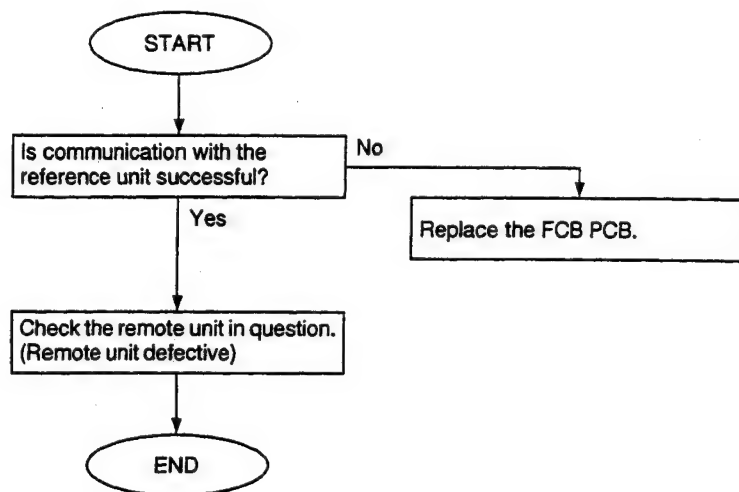 START
Is communication with the
reference unit successful?
No
Yes
Replace the FCB PCB.
Check the remote unit in question.
(Remote unit defective)
END